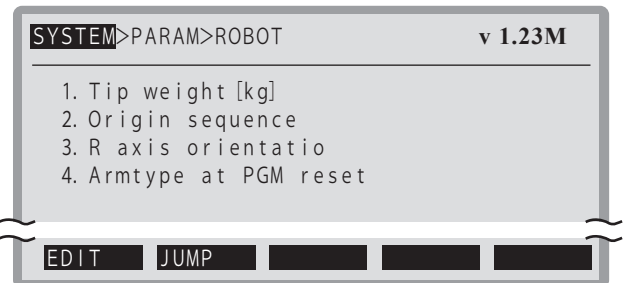 SYSTEM>PARAM>ROBOT v 1.23M
1. Tip weight [kg]
2. Origin sequence
3. R axis orientatio
4. Armtype at PGM reset
EDIT JUMP